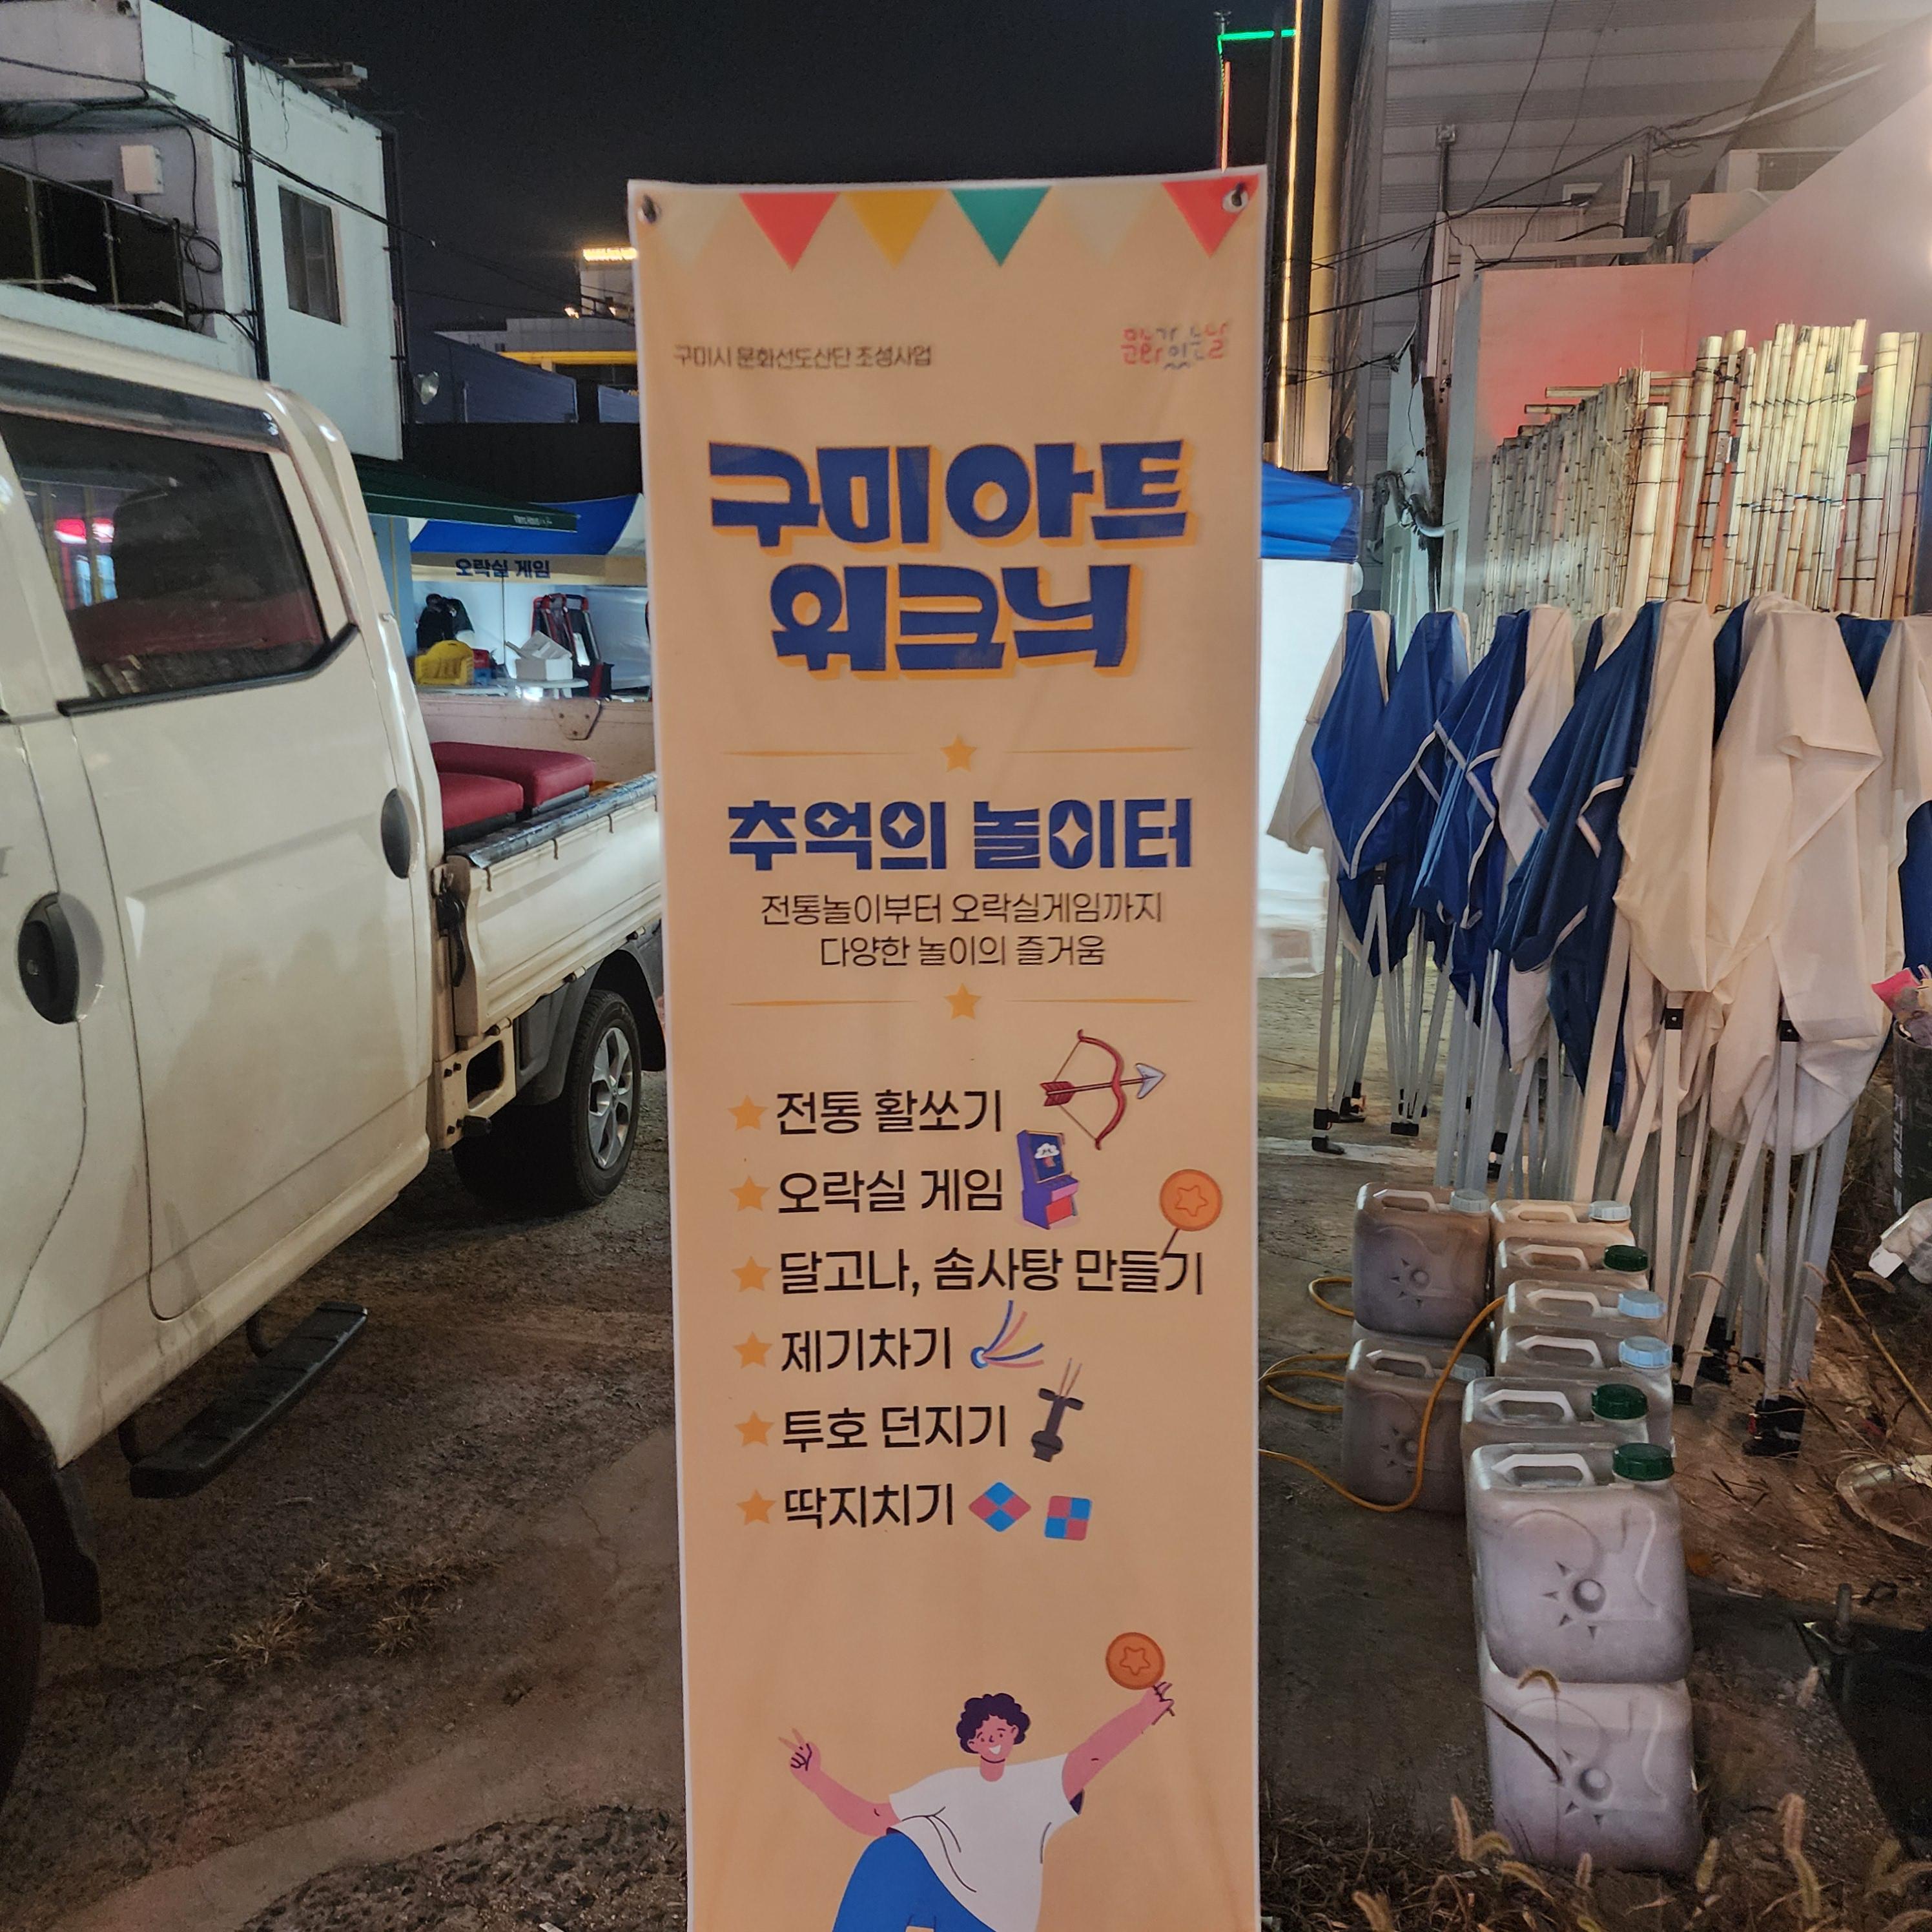 구미시 문화선도산단 조성사업
문화가 있는 날
구미 아트
워크늬
추억의 놀이터
전통놀이부터 오락실게임까지
다양한 놀이의 즐거움
전통 활쏘기
오락실 게임
달고나, 솜사탕 만들기
제기차기
투호 던지기
딱지치기
오락실 게임